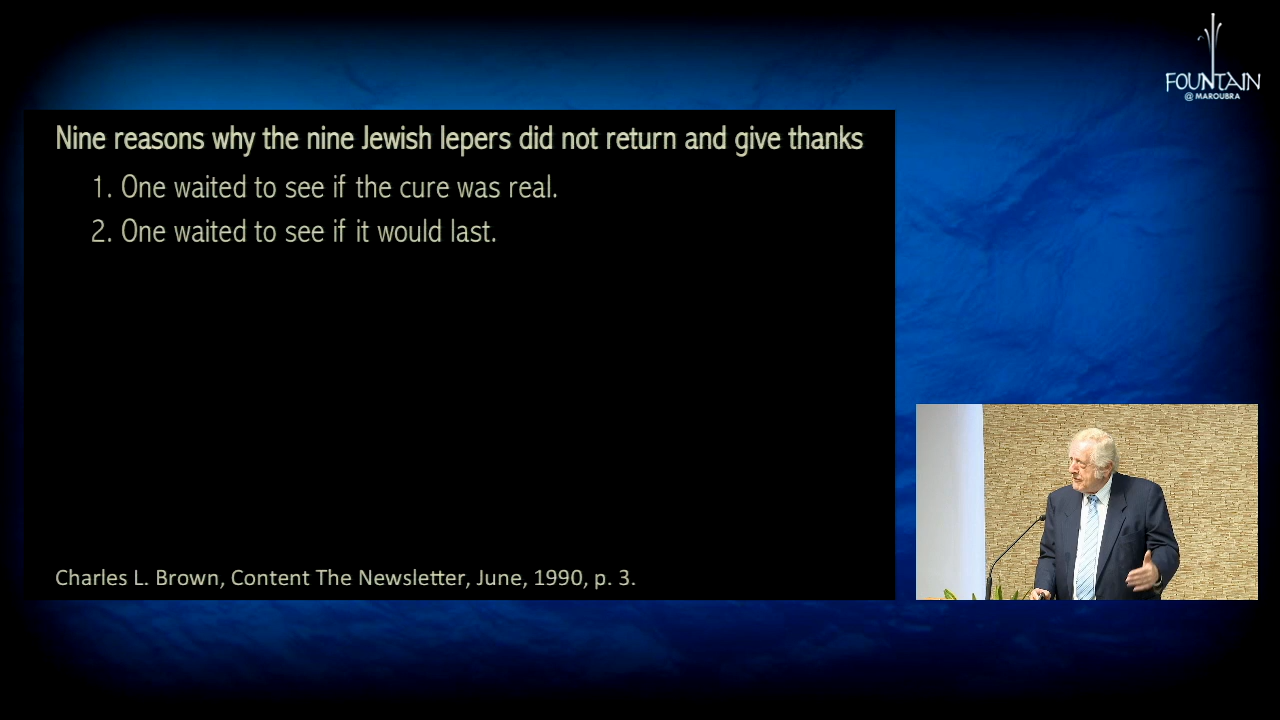 FOUNTAIN
@ MAROUBRA
Nine reasons why the nine Jewish lepers did not return and give thanks
1. One waited to see if the cure was real.
2. One waited to see if it would last.
Charles L. Brown, Content The Newsletter, June, 1990, p. 3.